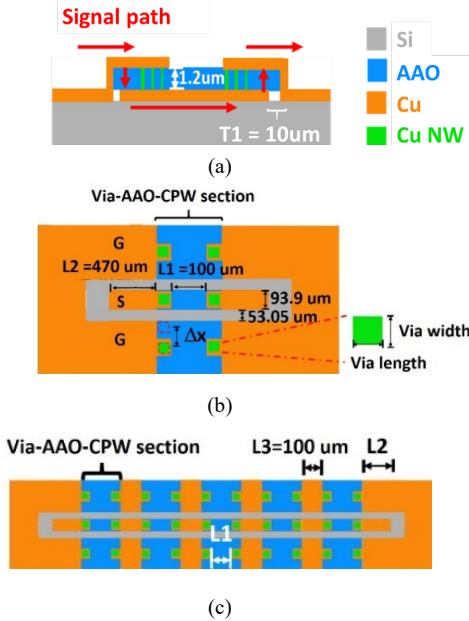 Signal path
1.2um
T1 = 10um
Si
AAO
Cu
Cu NW
(a)
Via-AAO-CPW section
G
L2 =470 um
L1 =100 um
S
93.9 um
53.05 um
G
Δx
Via width
Via length
(b)
Via-AAO-CPW section
L3=100 um
L2
L1
(c)